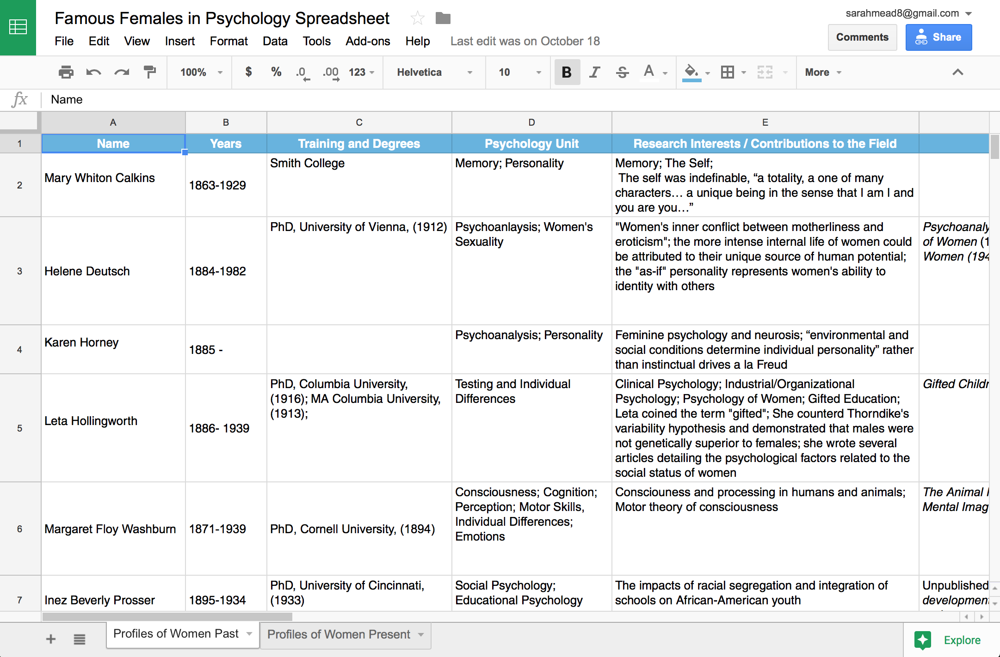 Famous Females in Psychology Spreadsheet
sarahmead8@gmail.com
File Edit View Insert Format Data Tools Add-ons Help Last edit was on October 18
Comments
Share
100% $ % .0 .00 123 Helvetica 10 B I S A More
fx Name
A B C D E
1 Name Years Training and Degrees Psychology Unit Research Interests / Contributions to the Field
2
Mary Whiton Calkins
1863-1929
Smith College
Memory; Personality
Memory; The Self;
The self was indefinable, “a totality, a one of many
characters… a unique being in the sense that I am I and
you are you…”
3
Helene Deutsch
1884-1982
PhD, University of Vienna, (1912)
Psychoanlaysis; Women's
Sexuality
"Women's inner conflict between motherliness and
eroticism"; the more intense internal life of women could
be attributed to their unique source of human potential;
the "as-if" personality represents women's ability to
identity with others
Psychoanaly
of Women (1
Women (194
4
Karen Horney
1885 -
Psychoanalysis; Personality
Feminine psychology and neurosis; “environmental and
social conditions determine individual personality” rather
than instinctual drives a la Freud
5
Leta Hollingworth
1886- 1939
PhD, Columbia University,
(1916); MA Columbia University,
(1913);
Testing and Individual
Differences
Clinical Psychology; Industrial/Organizational
Psychology; Psychology of Women; Gifted Education;
Leta coined the term "gifted"; She counterd Thorndike's
variability hypothesis and demonstrated that males were
not genetically superior to females; she wrote several
articles detailing the psychological factors related to the
social status of women
Gifted Childr
6
Margaret Floy Washburn
1871-1939
PhD, Cornell University, (1894)
Consciousness; Cognition;
Perception; Motor Skills,
Individual Differences;
Emotions
Consciouness and processing in humans and animals;
Motor theory of consciousness
The Animal
Mental Imag
7
Inez Beverly Prosser
1895-1934
PhD, University of Cincinnati,
(1933)
Social Psychology;
Educational Psychology
The impacts of racial segregation and integration of
schools on African-American youth
Unpublished
development
Profiles of Women Past
Profiles of Women Present
Explore